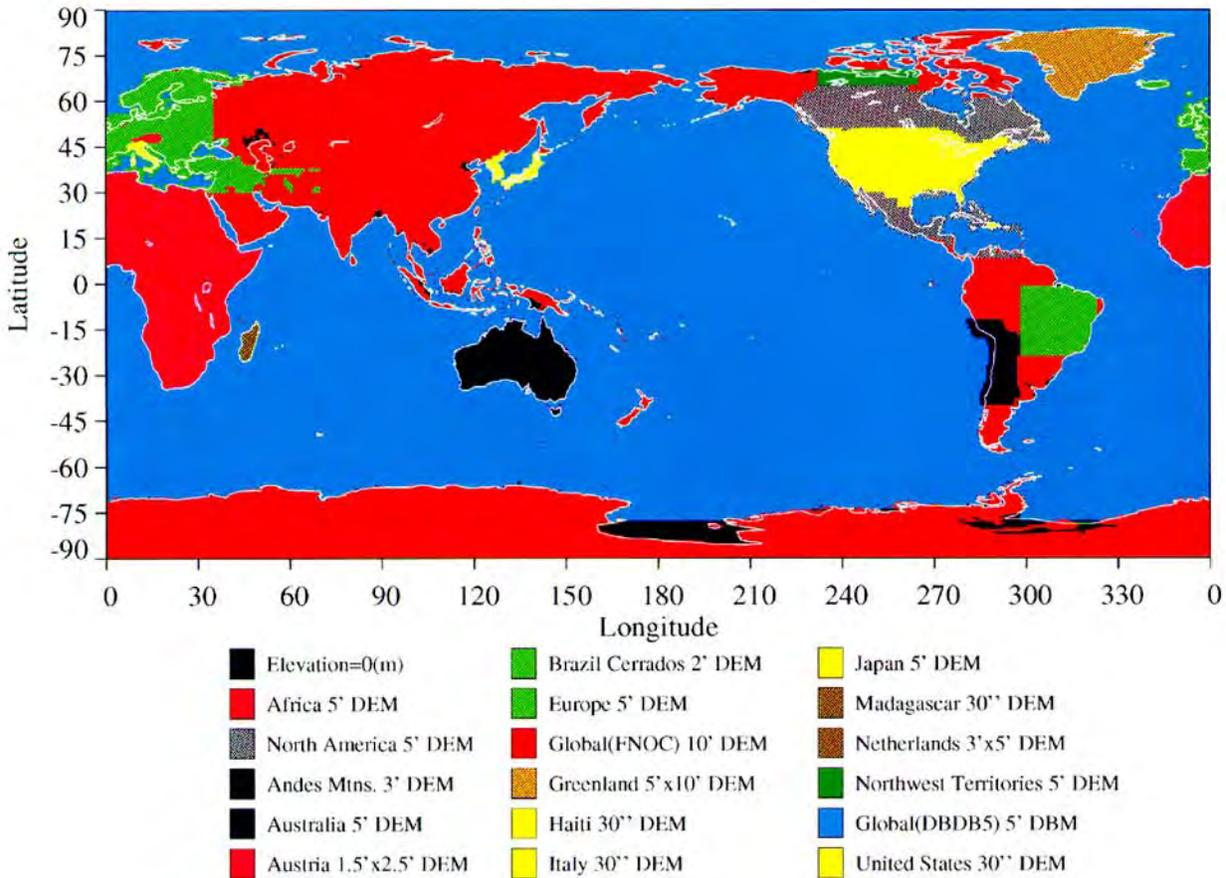 90
75
60
45
30
15
0
-15
-30
-45
-60
-75
-90
Latitude
0 30 60 90 120 150 180 210 240 270 300 330 0
Longitude
Elevation=0(m)
Africa 5' DEM
North America 5' DEM
Andes Mtns. 3' DEM
Australia 5' DEM
Austria 1.5'x2.5' DEM
Brazil Cerrados 2' DEM
Europe 5' DEM
Global(FNOC) 10' DEM
Greenland 5'x10' DEM
Haiti 30'' DEM
Italy 30'' DEM
Japan 5' DEM
Madagascar 30'' DEM
Netherlands 3'x5' DEM
Northwest Territories 5' DEM
Global(DBDB5) 5' DBM
United States 30'' DEM